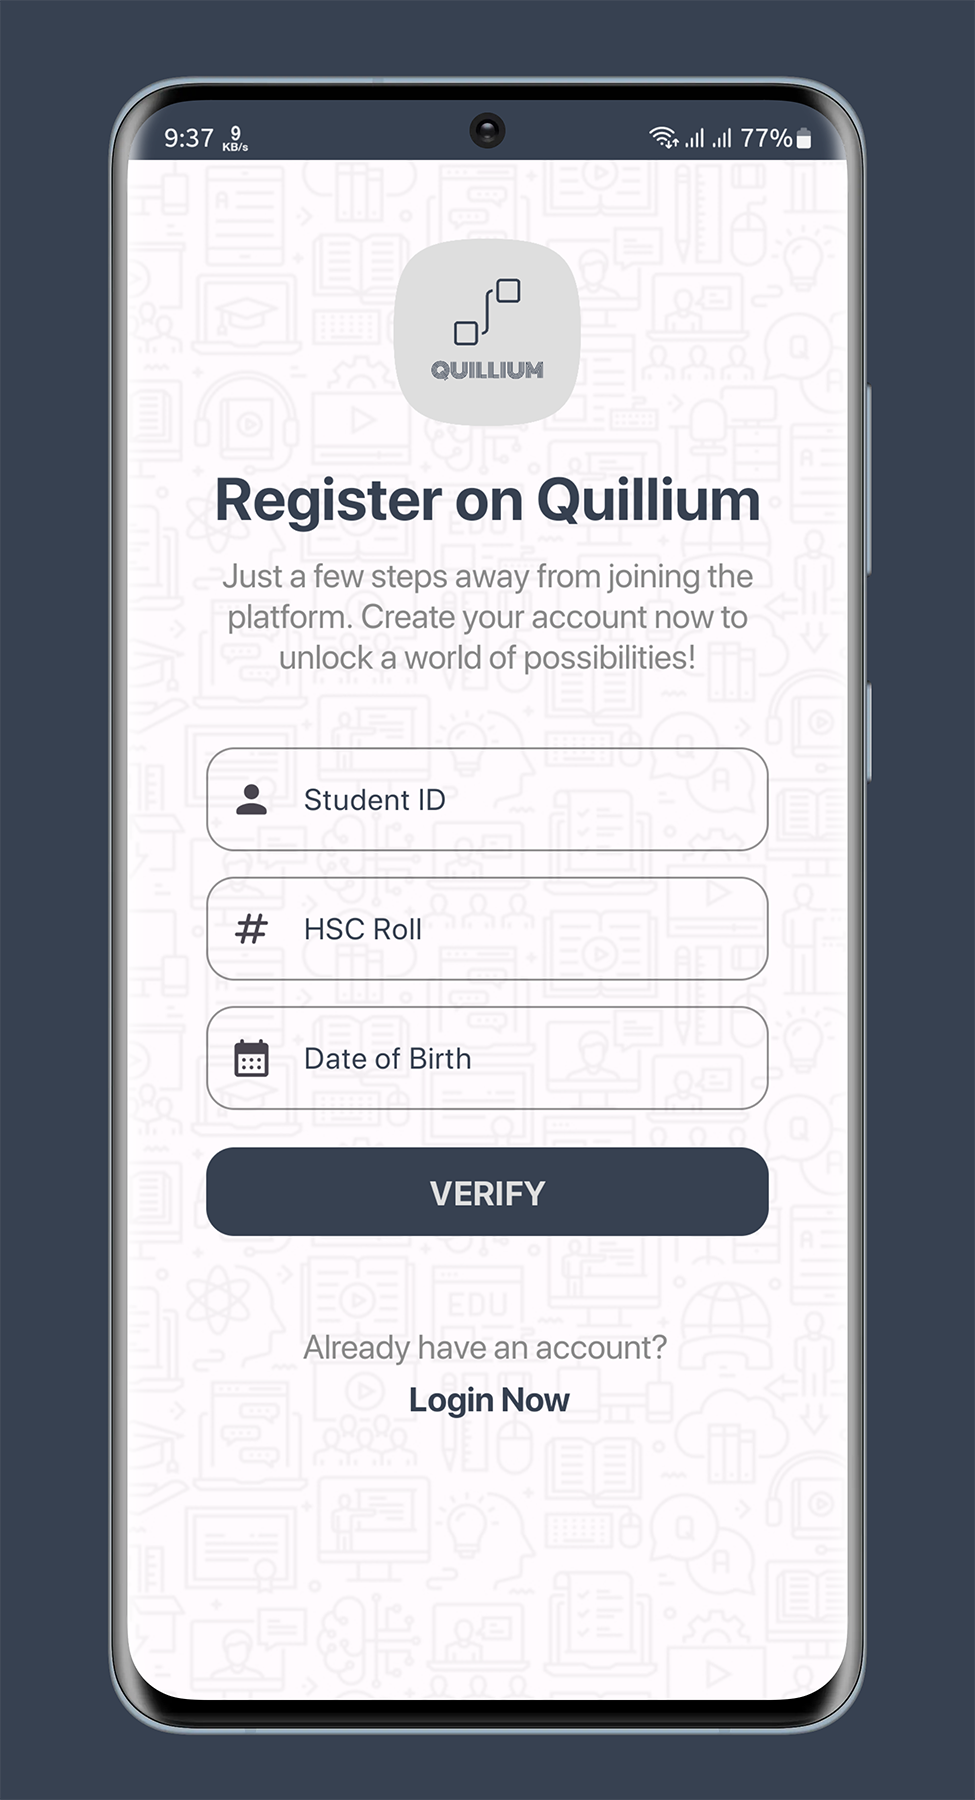 9:37 9 KB/s 77%
QUILLIUM
Register on Quillium
Just a few steps away from joining the
platform. Create your account now to
unlock a world of possibilities!
Student ID
# HSC Roll
Date of Birth
VERIFY
EDU
Already have an account?
Login Now